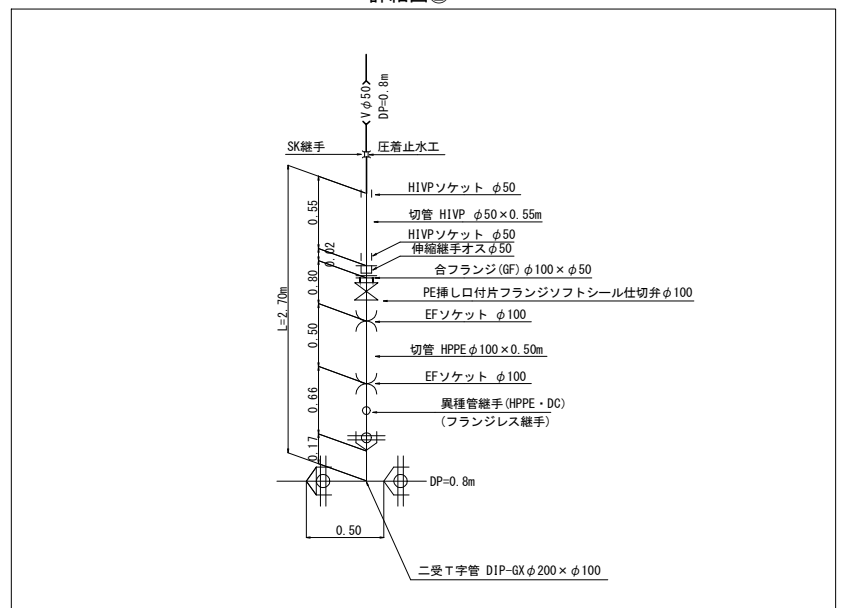 Vφ50
DP=0.8m
SK継手
圧着止水工
HIVPソケット φ50
切管 HIVP φ50×0.55m
HIVPソケット φ50
伸縮継手オスφ50
合フランジ(GF)φ100×φ50
PE挿し口付片フランジソフトシール仕切弁φ100
EFソケット φ100
切管 HPPEφ100×0.50m
EFソケット φ100
異種管継手(HPPE・DC)
(フランジレス継手)
L=2.70m
0.55
0.02
0.80
0.50
0.66
0.17
DP=0.8m
0.50
二受T字管 DIP-GXφ200×φ100